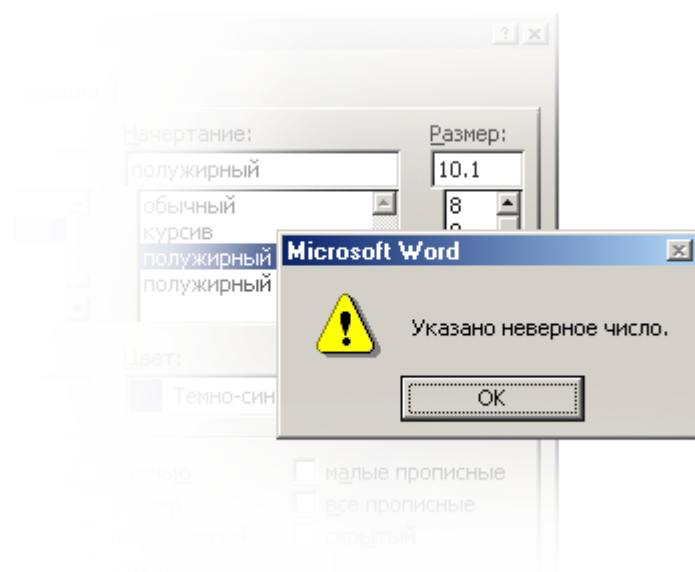 Начертание:
Размер:
полужирный
10.1
обычный
8
курсив
полужирный
полужирный
Microsoft Word
Указано неверное число.
OK
Цвет:
Темно-син
малые прописные
все прописные
скрытый